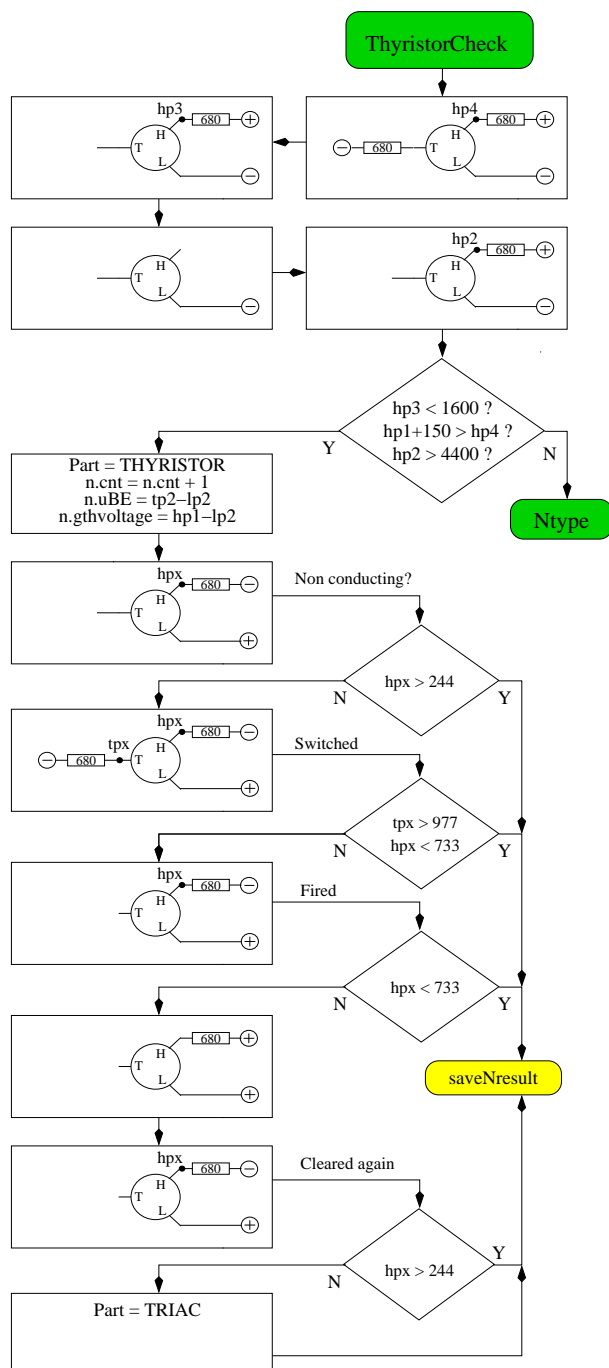 ThyristorCheck
hp3
680
+
H
T
L
−
hp4
680
+
−
680
H
T
L
−
H
T
L
−
hp2
680
+
H
T
L
−
hp3 < 1600 ?
hp1+150 > hp4 ?
hp2 > 4400 ?
Y
N
Part = THYRISTOR
n.cnt = n.cnt + 1
n.uBE = tp2−lp2
n.gthvoltage = hp1−lp2
Ntype
hpx
680
−
H
T
L
+
Non conducting?
hpx > 244
N
Y
hpx
680
−
tpx
−
680
H
T
L
+
Switched
tpx > 977
hpx < 733
N
Y
hpx
680
−
H
T
L
+
Fired
hpx < 733
N
Y
680
+
H
T
L
+
saveNresult
hpx
680
−
H
T
L
+
Cleared again
hpx > 244
N
Y
Part = TRIAC